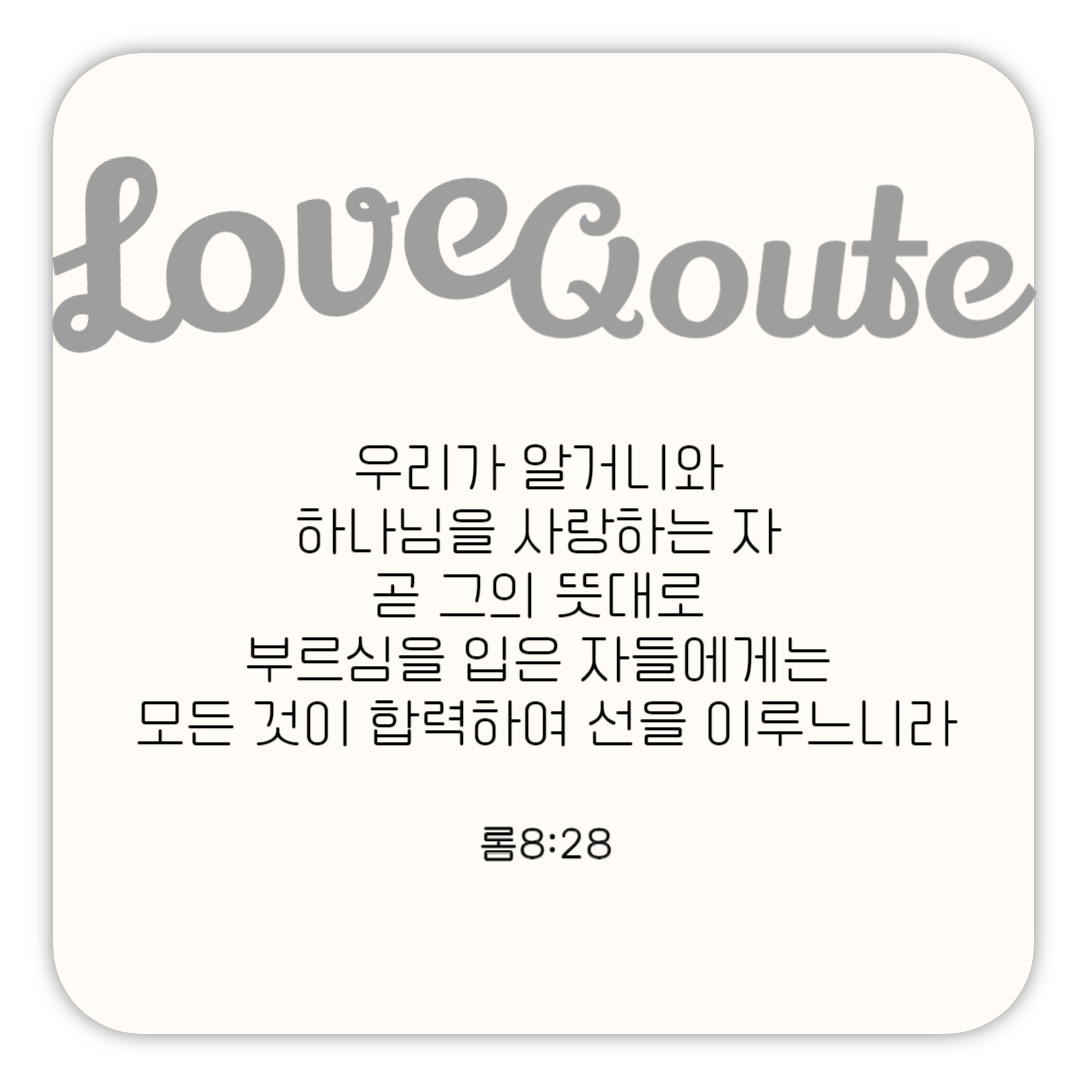 Love Qoute
우리가 알거니와
하나님을 사랑하는 자
곧 그의 뜻대로
부르심을 입은 자들에게는
모든 것이 합력하여 선을 이루느니라
롬8:28